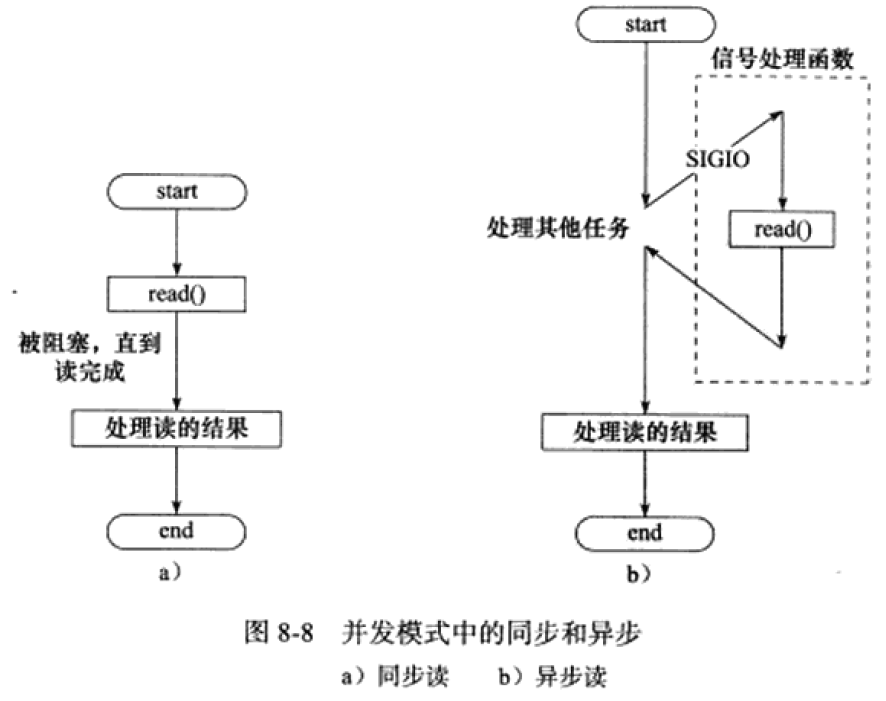 start
read()
被阻塞，直到
读完成
处理读的结果
end
a）
start
信号处理函数
SIGIO
处理其他任务
read()
处理读的结果
end
b）
图 8-8 并发模式中的同步和异步
a）同步读 b）异步读